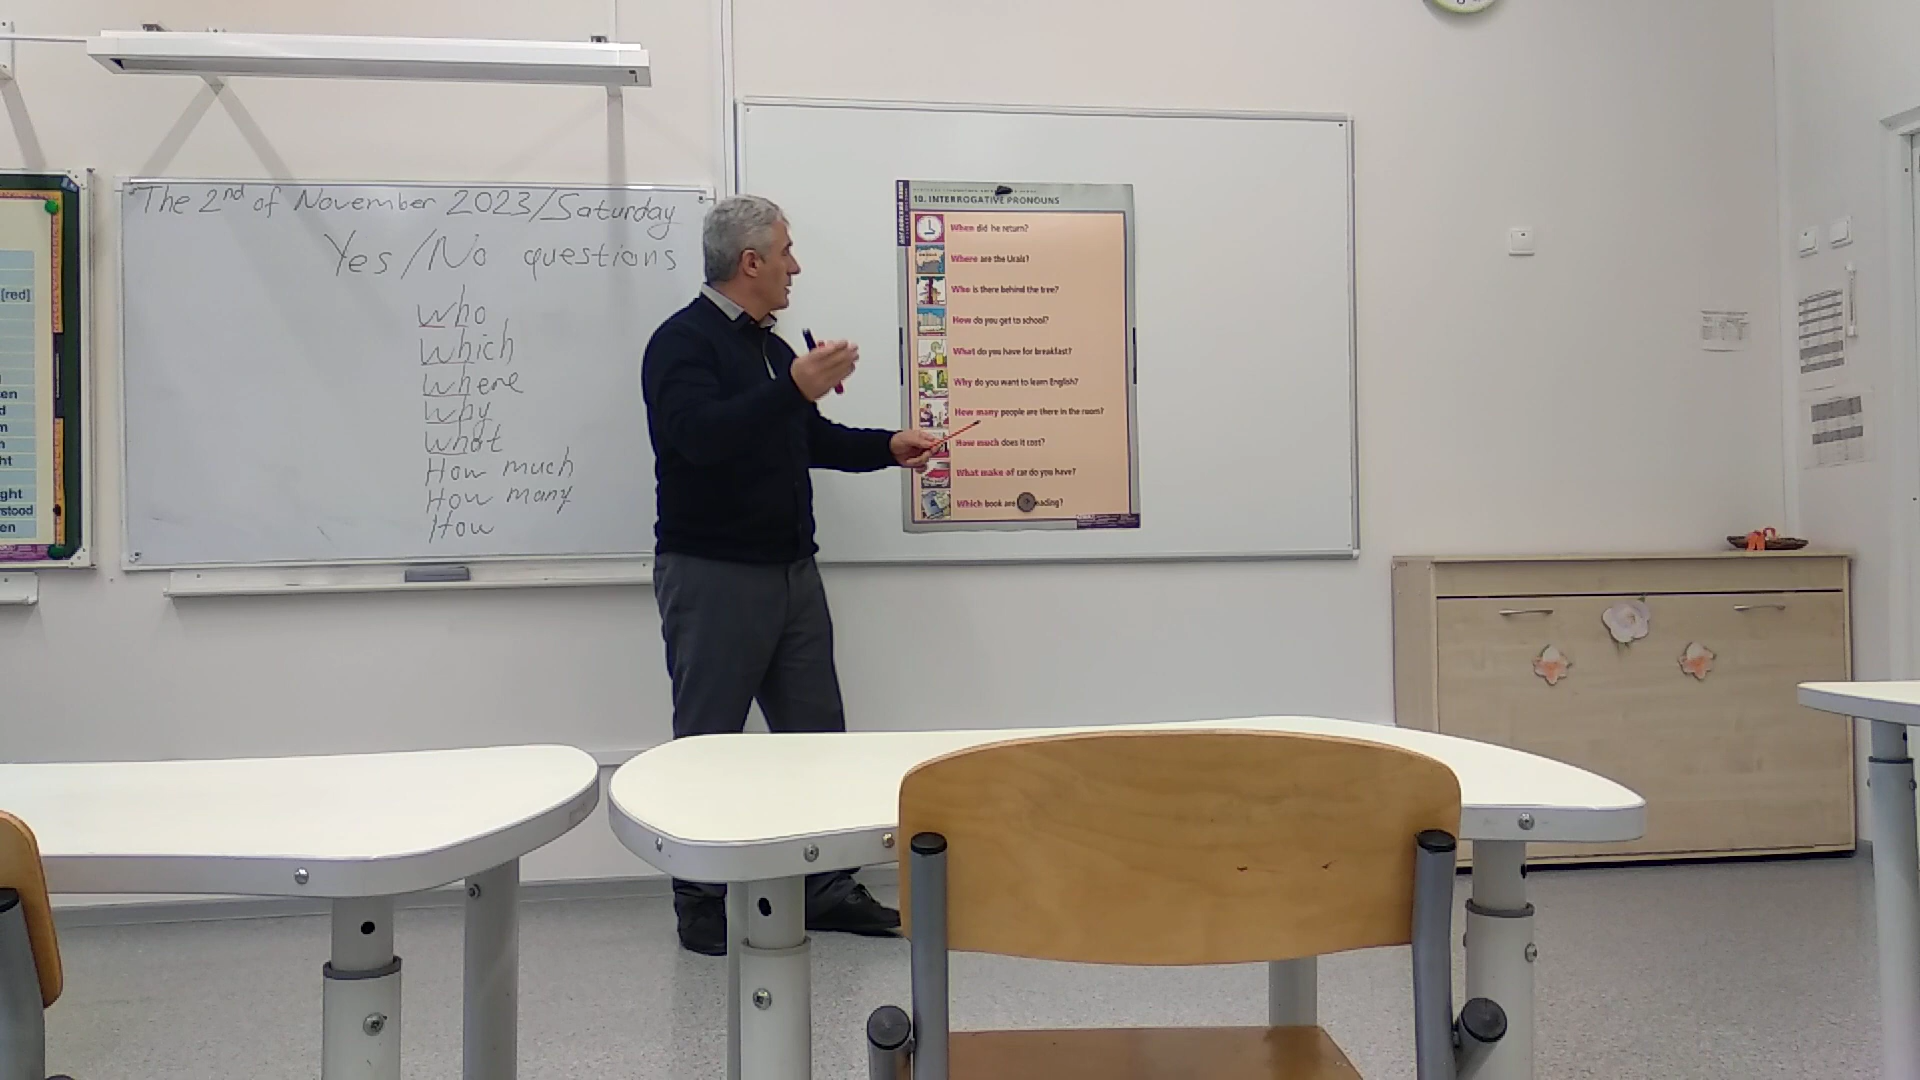 The 2nd of November 2023/Saturday
Yes/No questions
who
which
where
why
what
How much
How many
How
10. INTERROGATIVE PRONOUNS
When did he return?
Where are the Urals?
Who is there behind the tree?
How do you get to school?
What do you have for breakfast?
Why do you want to learn English?
How many people are there in the room?
How much does it cost?
What make of car do you have?
Which book are eading?
[red]
en
d
m
n
ht
ght
rstood
en